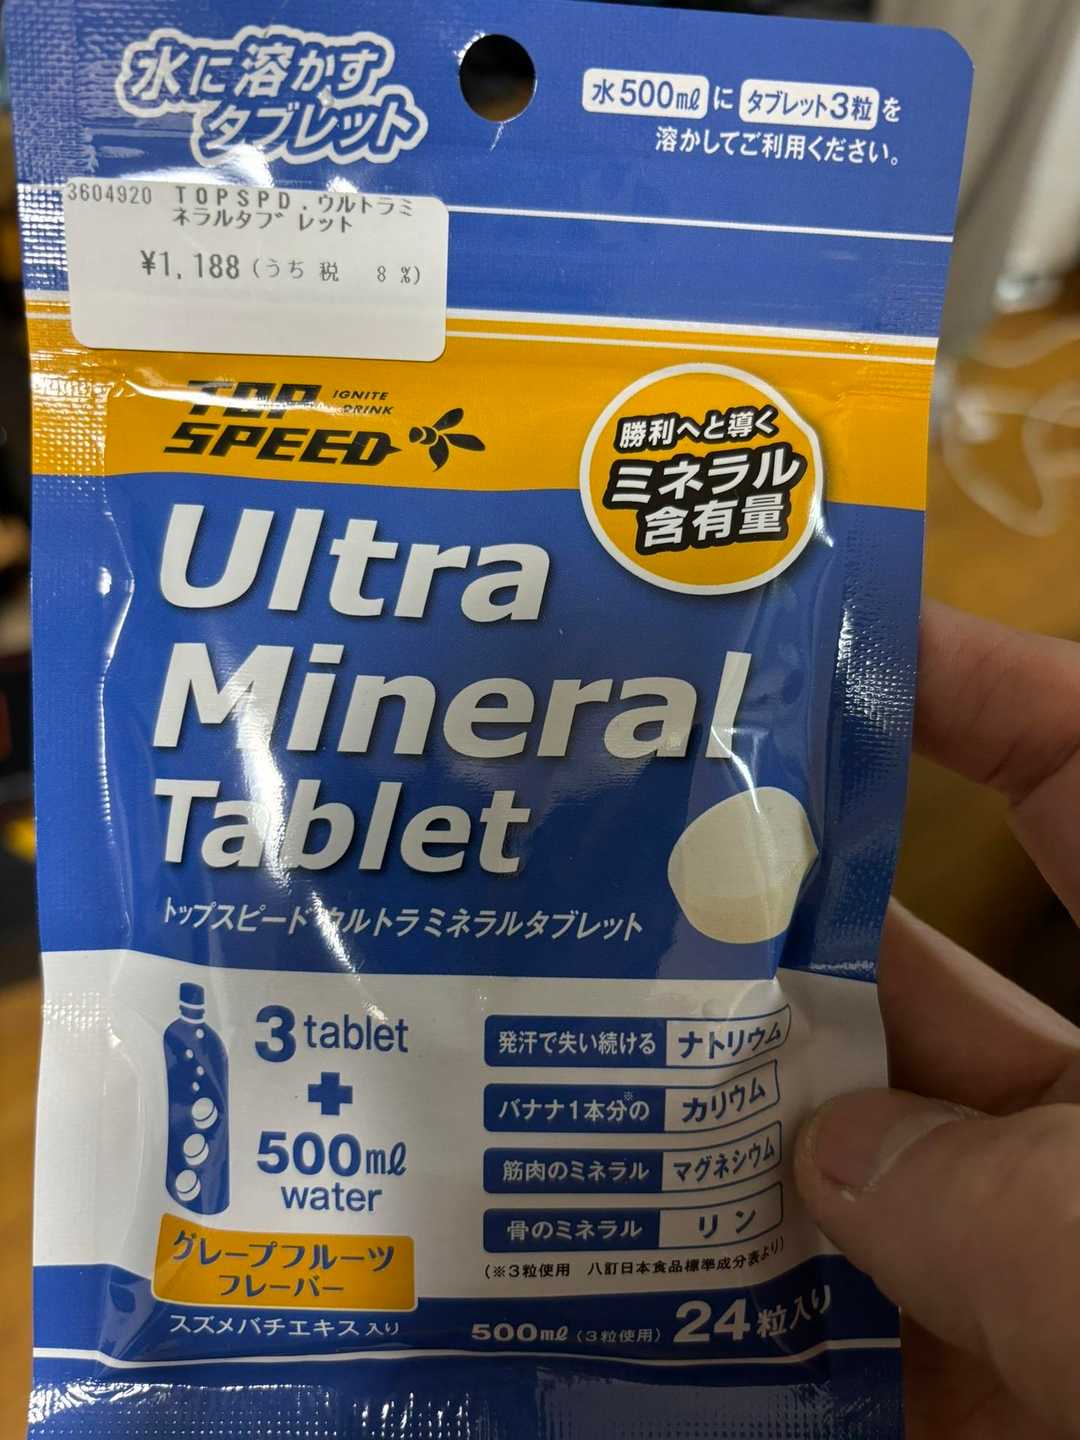 水に溶かす
タブレット
水500mlにタブレット3粒を
溶かしてご利用ください。
3604920 TOPSPD.ウルトラミ
ネラルタブレット
¥1,188(うち税 8%)
TOP
SPEED
IGNITE
DRINK
勝利へと導く
ミネラル
含有量
Ultra
Mineral
Tablet
トップスピード ウルトラミネラルタブレット
3 tablet
+
500ml
water
グレープフルーツ
フレーバー
スズメバチエキス入り
発汗で失い続ける ナトリウム
バナナ1本分の※ カリウム
筋肉のミネラル マグネシウム
骨のミネラル リン
(※3粒使用 八訂日本食品標準成分表より)
500ml(3粒使用) 24粒入り